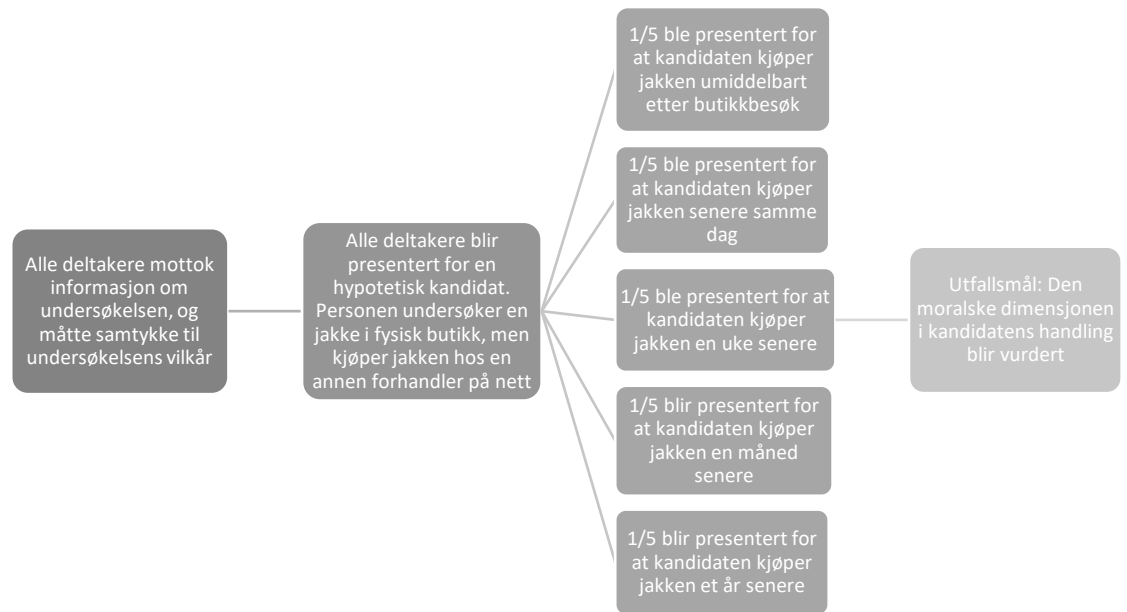 Alle deltakere mottok
informasjon om
undersøkelsen, og
måtte samtykke til
undersøkelsens vilkår
Alle deltakere blir
presentert for en
hypotetisk kandidat.
Personen undersøker en
jakke i fysisk butikk, men
kjøper jakken hos en
annen forhandler på nett
1/5 ble presentert for
at kandidaten kjøper
jakken umiddelbart
etter butikkbesøk
1/5 ble presentert for
at kandidaten kjøper
jakken senere samme
dag
1/5 ble presentert for at
kandidaten kjøper
jakken en uke senere
1/5 blir presentert for
at kandidaten kjøper
jakken en måned
senere
1/5 blir presentert for
at kandidaten kjøper
jakken et år senere
Utfallsmål: Den
moralske dimensjonen
i kandidatens handling
blir vurdert